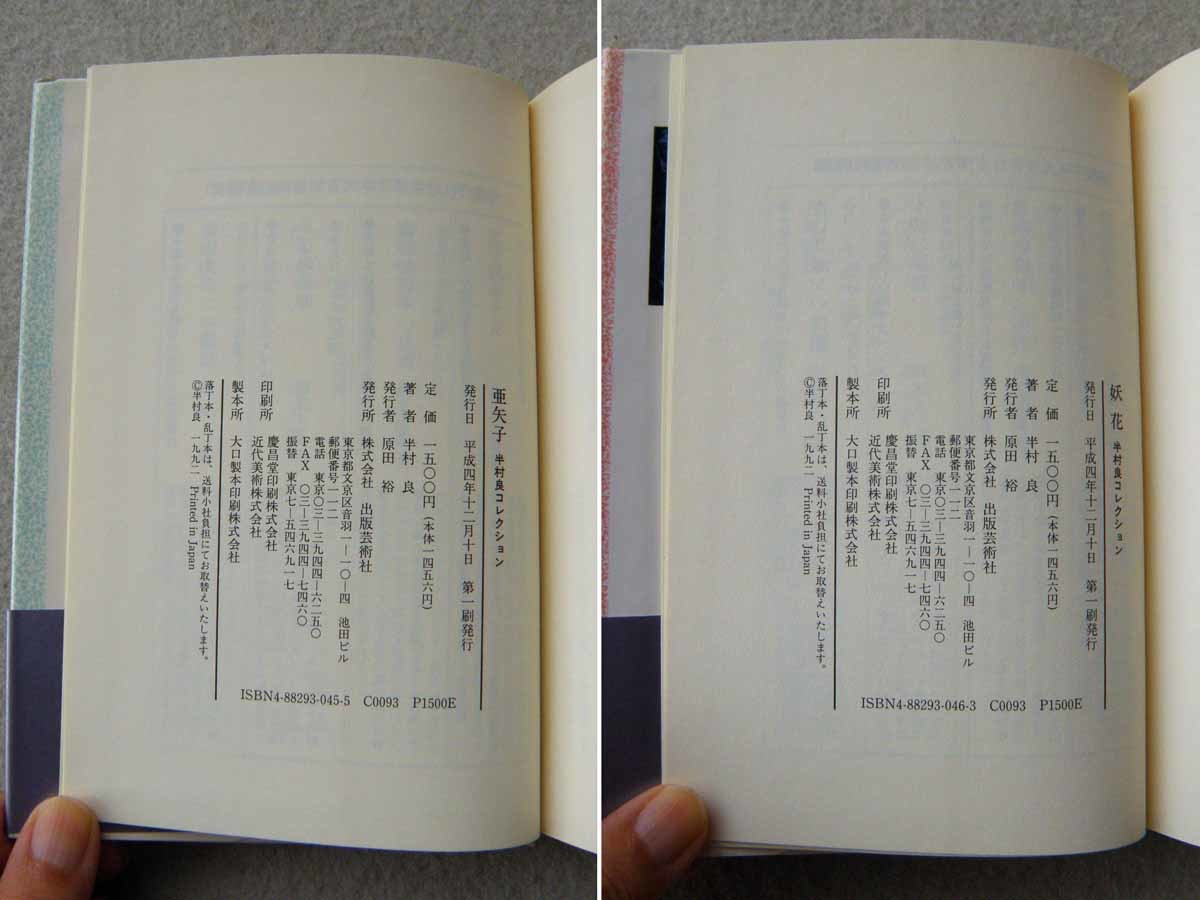 亜矢子 半村良コレクション
発行日 平成四年十二月十日 第一刷発行
定 価 一五〇〇円(本体一四五六円)
著 者 半村 良
発行者 原田 裕
発行所 株式会社 出版芸術社
東京都文京区音羽一―一〇―四 池田ビル
郵便番号一一二
電話 東京〇三―三九四四―六二五〇
FAX 〇三―三九四四―七四六〇
振替 東京七―五四六九一七
印刷所 慶昌堂印刷株式会社
近代美術株式会社
製本所 大口製本印刷株式会社
落丁本・乱丁本は、送料小社負担にてお取替えいたします。
©半村良 一九九二 Printed in Japan
ISBN4-88293-045-5 C0093 P1500E
妖 花 半村良コレクション
発行日 平成四年十二月十日 第一刷発行
定 価 一五〇〇円(本体一四五六円)
著 者 半村 良
発行者 原田 裕
発行所 株式会社 出版芸術社
東京都文京区音羽一―一〇―四 池田ビル
郵便番号一一二
電話 東京〇三―三九四四―六二五〇
FAX 〇三―三九四四―七四六〇
振替 東京七―五四六九一七
印刷所 慶昌堂印刷株式会社
近代美術株式会社
製本所 大口製本印刷株式会社
落丁本・乱丁本は、送料小社負担にてお取替えいたします。
©半村良 一九九二 Printed in Japan
ISBN4-88293-046-3 C0093 P1500E